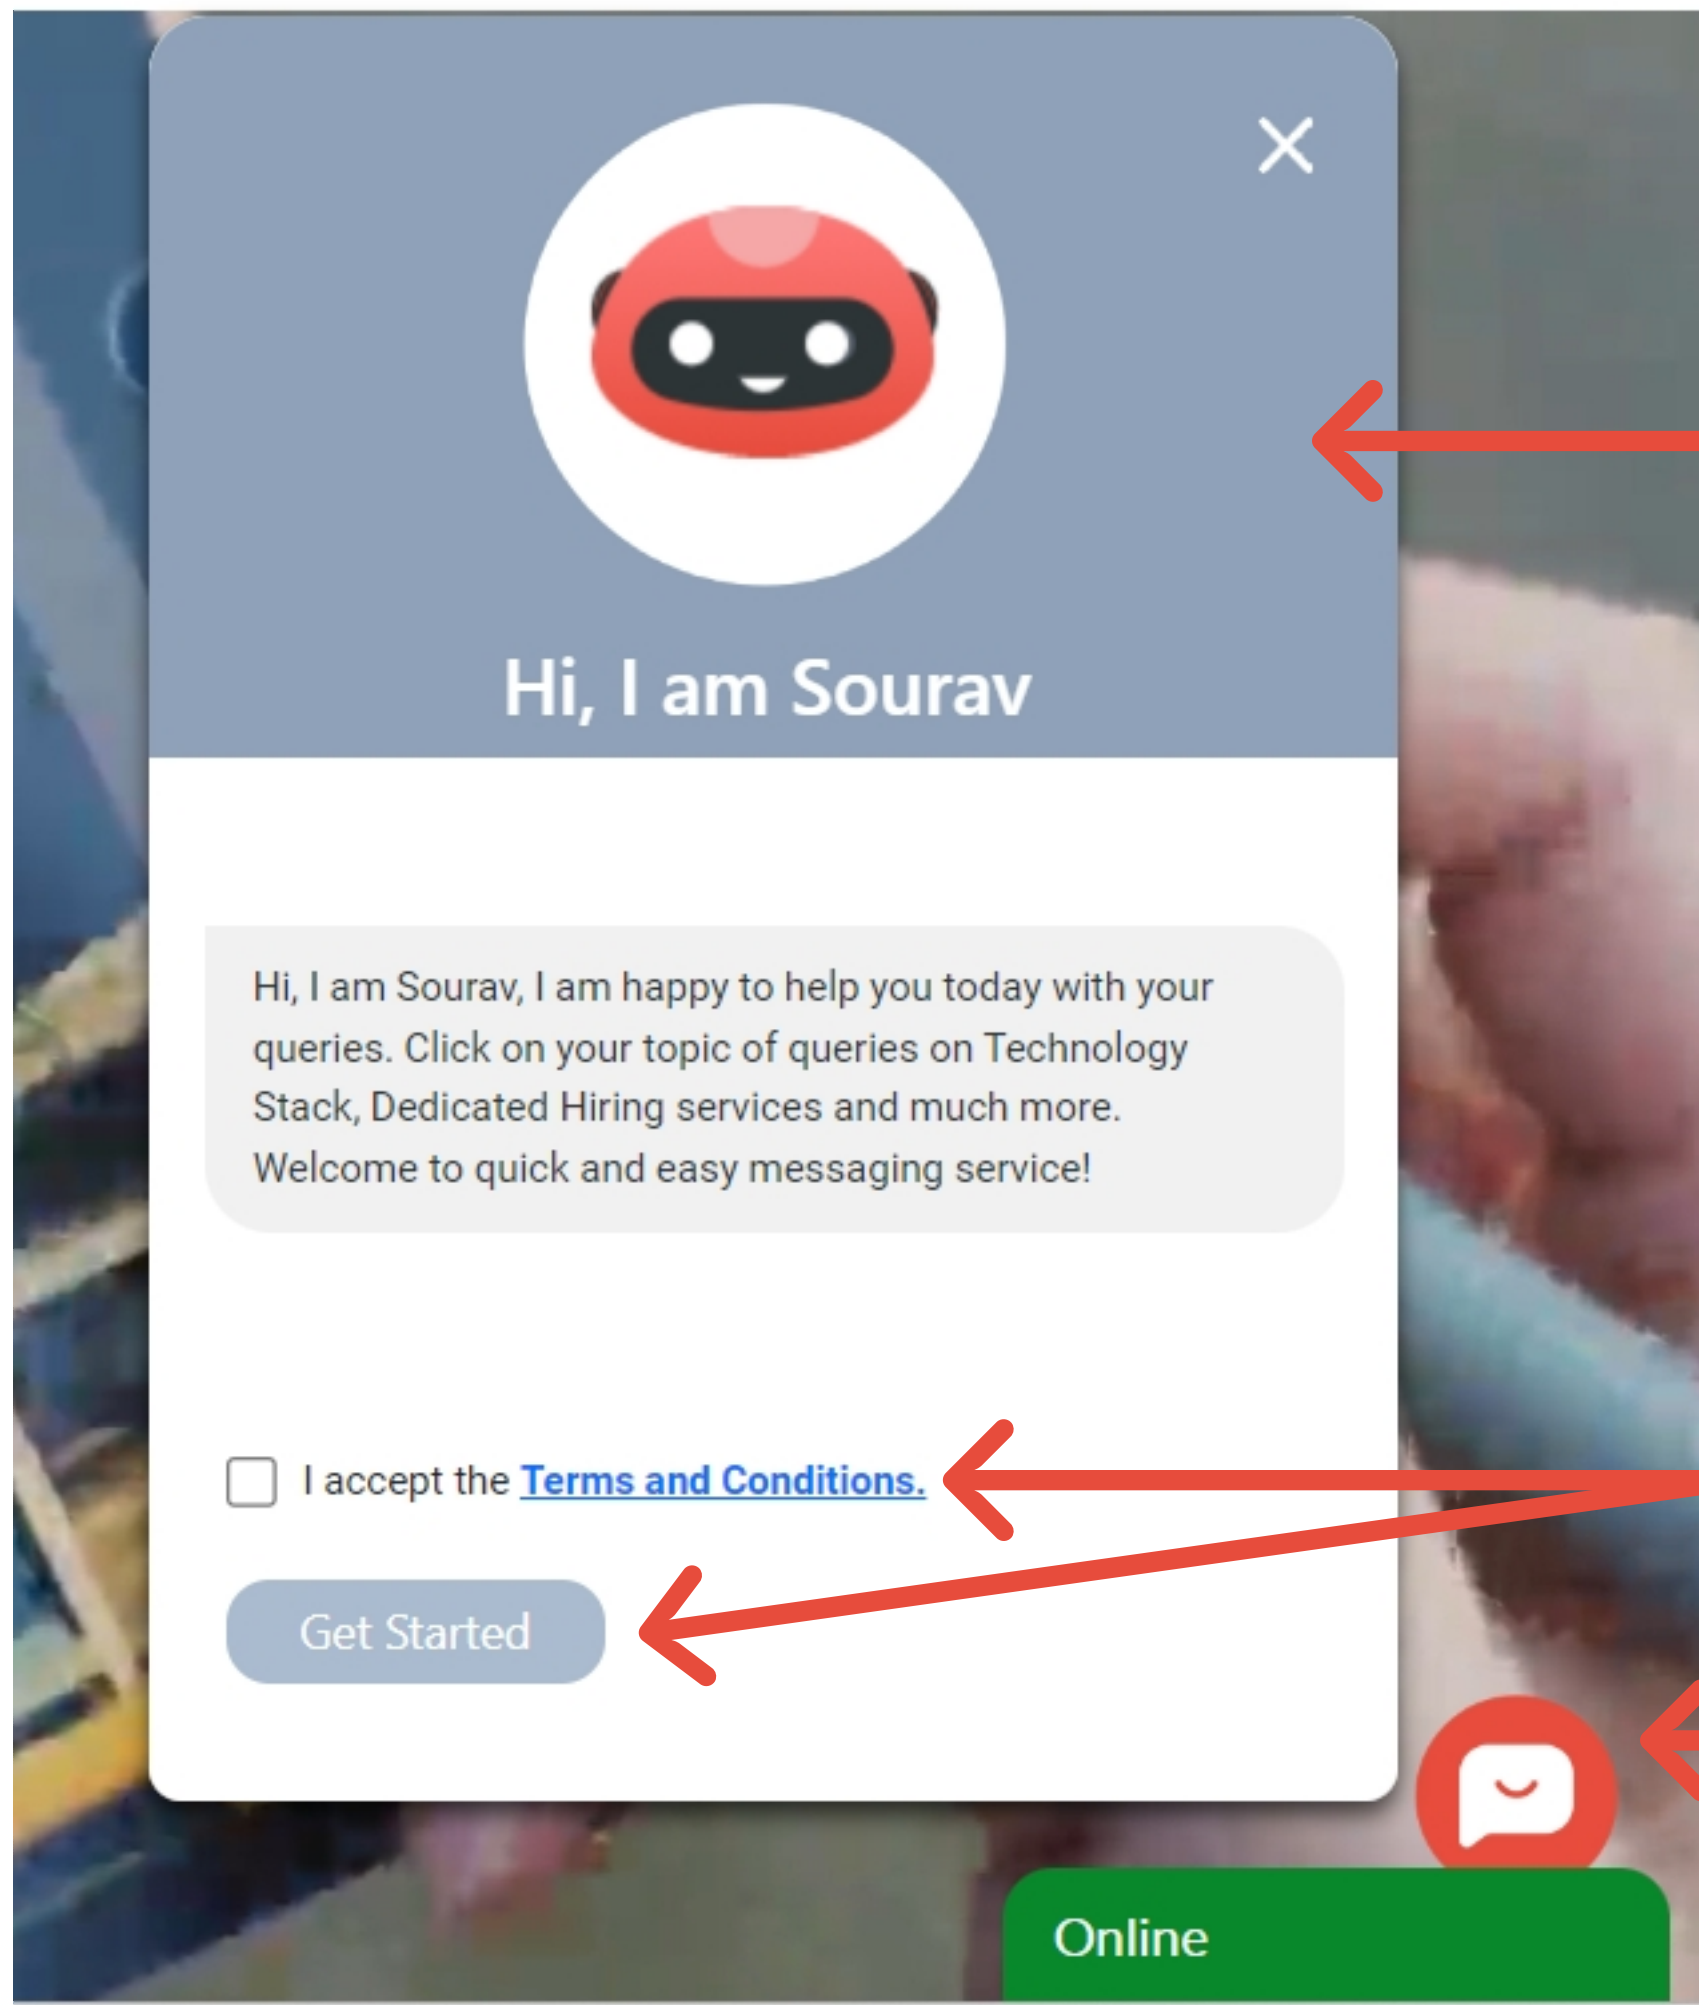 Hi, I am Sourav
Hi, I am Sourav, I am happy to help you today with your
queries. Click on your topic of queries on Technology
Stack, Dedicated Hiring services and much more.
Welcome to quick and easy messaging service!
I accept the Terms and Conditions.
Get Started
Online